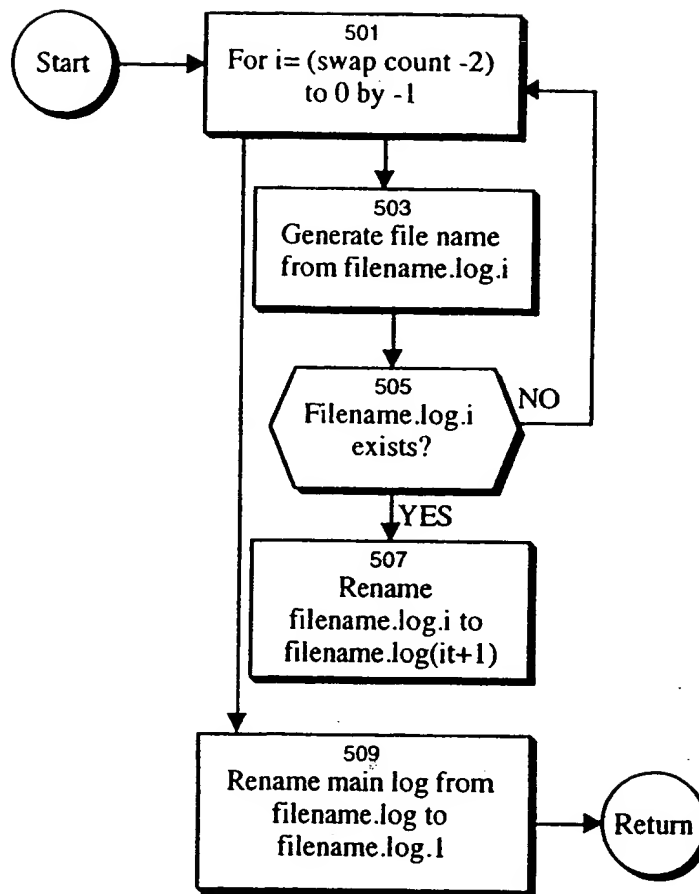 Start
501
For i= (swap count -2)
to 0 by -1
503
Generate file name
from filename.log.i
505
Filename.log.i
exists?
NO
YES
507
Rename
filename.log.i to
filename.log(it+1)
509
Rename main log from
filename.log to
filename.log.1
Return